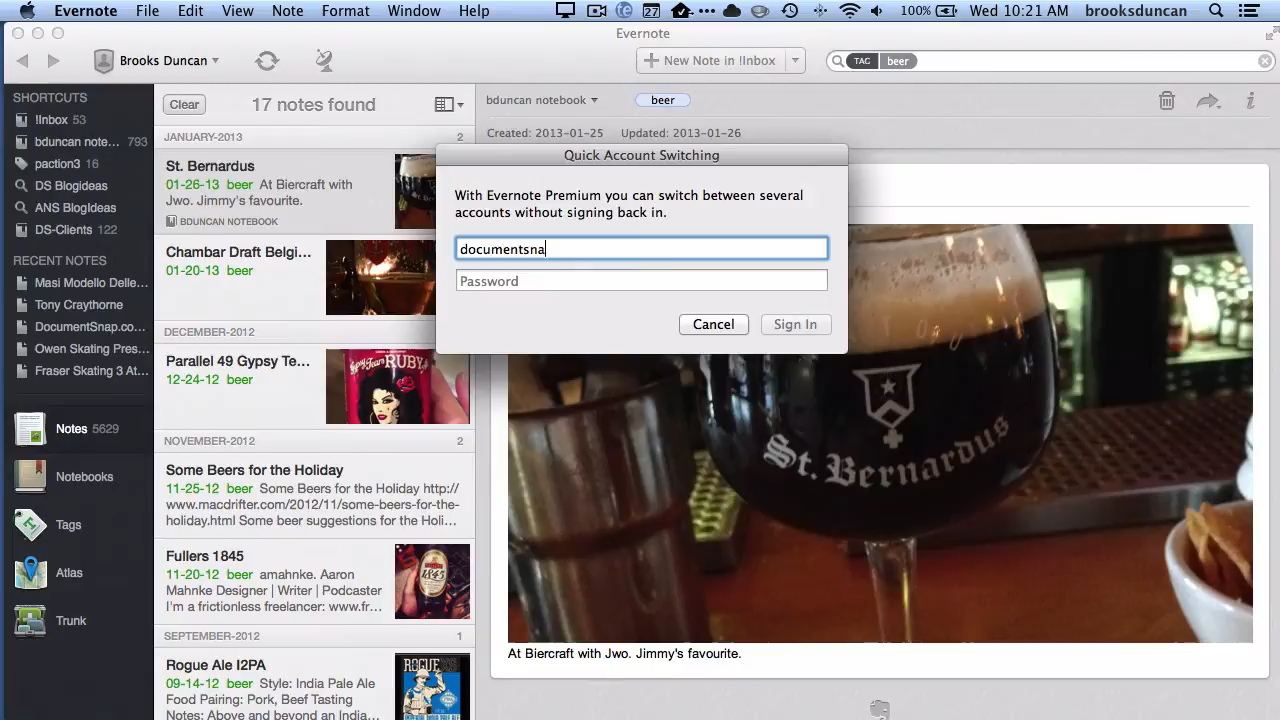 Evernote File Edit View Note Format Window Help 27 100% Wed 10:21 AM brooksduncan
Evernote
Brooks Duncan
New Note in !Inbox
TAG beer
SHORTCUTS
!Inbox 53
bduncan note... 793
paction3 16
DS BlogIdeas
ANS BlogIdeas
DS-Clients 122
RECENT NOTES
Masi Modello Delle...
Tony Craythorne
DocumentSnap.co...
Owen Skating Pres...
Fraser Skating 3 At...
Notes 5629
Notebooks
Tags
Atlas
Trunk
Clear 17 notes found
JANUARY-2013 2
St. Bernardus
01-26-13 beer At Biercraft with
Jwo. Jimmy's favourite.
BDUNCAN NOTEBOOK
Chambar Draft Belgi...
01-20-13 beer
DECEMBER-2012
Parallel 49 Gypsy Te...
12-24-12 beer
RUBY
NOVEMBER-2012 2
Some Beers for the Holiday
11-25-12 beer Some Beers for the Holiday http://
www.macdrifter.com/2012/11/some-beers-for-the-
holiday.html Some beer suggestions for the Holi...
Fullers 1845
11-20-12 beer amahnke. Aaron
Mahnke Designer | Writer | Podcaster
I'm a frictionless freelancer: www.fr...
1845
SEPTEMBER-2012 1
Rogue Ale I2PA
09-14-12 beer Style: India Pale Ale
Food Pairing: Pork, Beef Tasting
Notes: Above and beyond an India...
ROGUE
bduncan notebook beer
Created: 2013-01-25 Updated: 2013-01-26
Quick Account Switching
With Evernote Premium you can switch between several
accounts without signing back in.
documentsna
Password
Cancel Sign In
St. Bernardus
At Biercraft with Jwo. Jimmy's favourite.